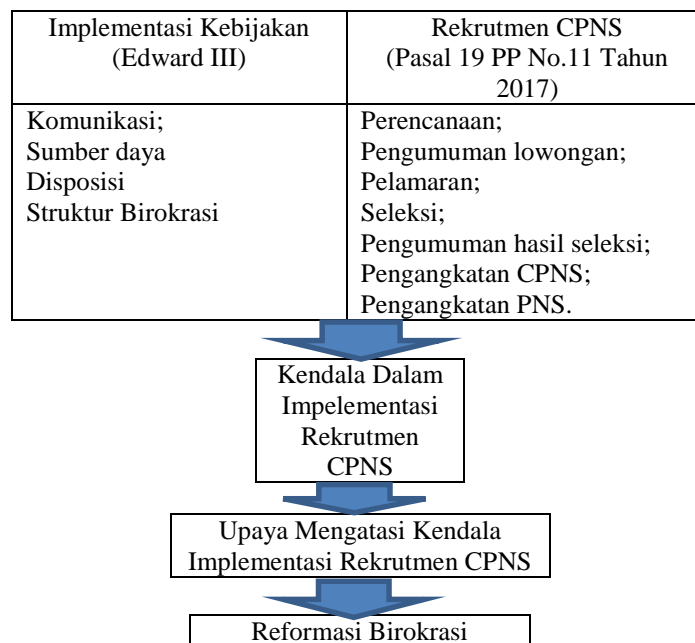 Implementasi Kebijakan
(Edward III)
Rekrutmen CPNS
(Pasal 19 PP No.11 Tahun
2017)
Komunikasi;
Sumber daya
Disposisi
Struktur Birokrasi
Perencanaan;
Pengumuman lowongan;
Pelamaran;
Seleksi;
Pengumuman hasil seleksi;
Pengangkatan CPNS;
Pengangkatan PNS.
Kendala Dalam
Impelementasi
Rekrutmen
CPNS
Upaya Mengatasi Kendala
Implementasi Rekrutmen CPNS
Reformasi Birokrasi